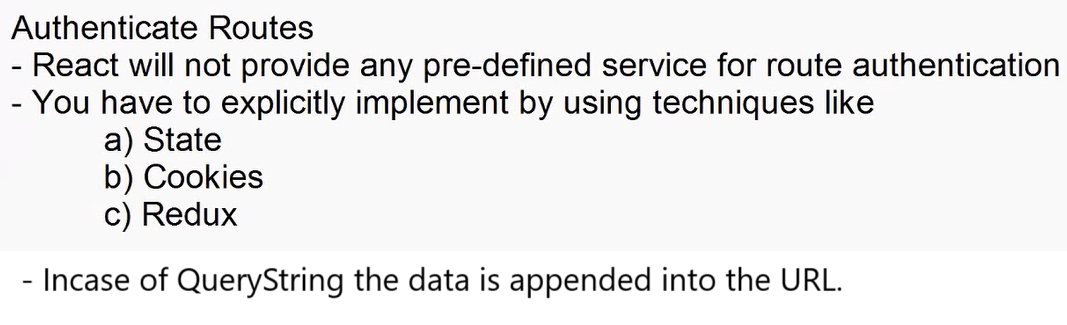 Authenticate Routes
- React will not provide any pre-defined service for route authentication
- You have to explicitly implement by using techniques like
a) State
b) Cookies
c) Redux
- Incase of QueryString the data is appended into the URL.